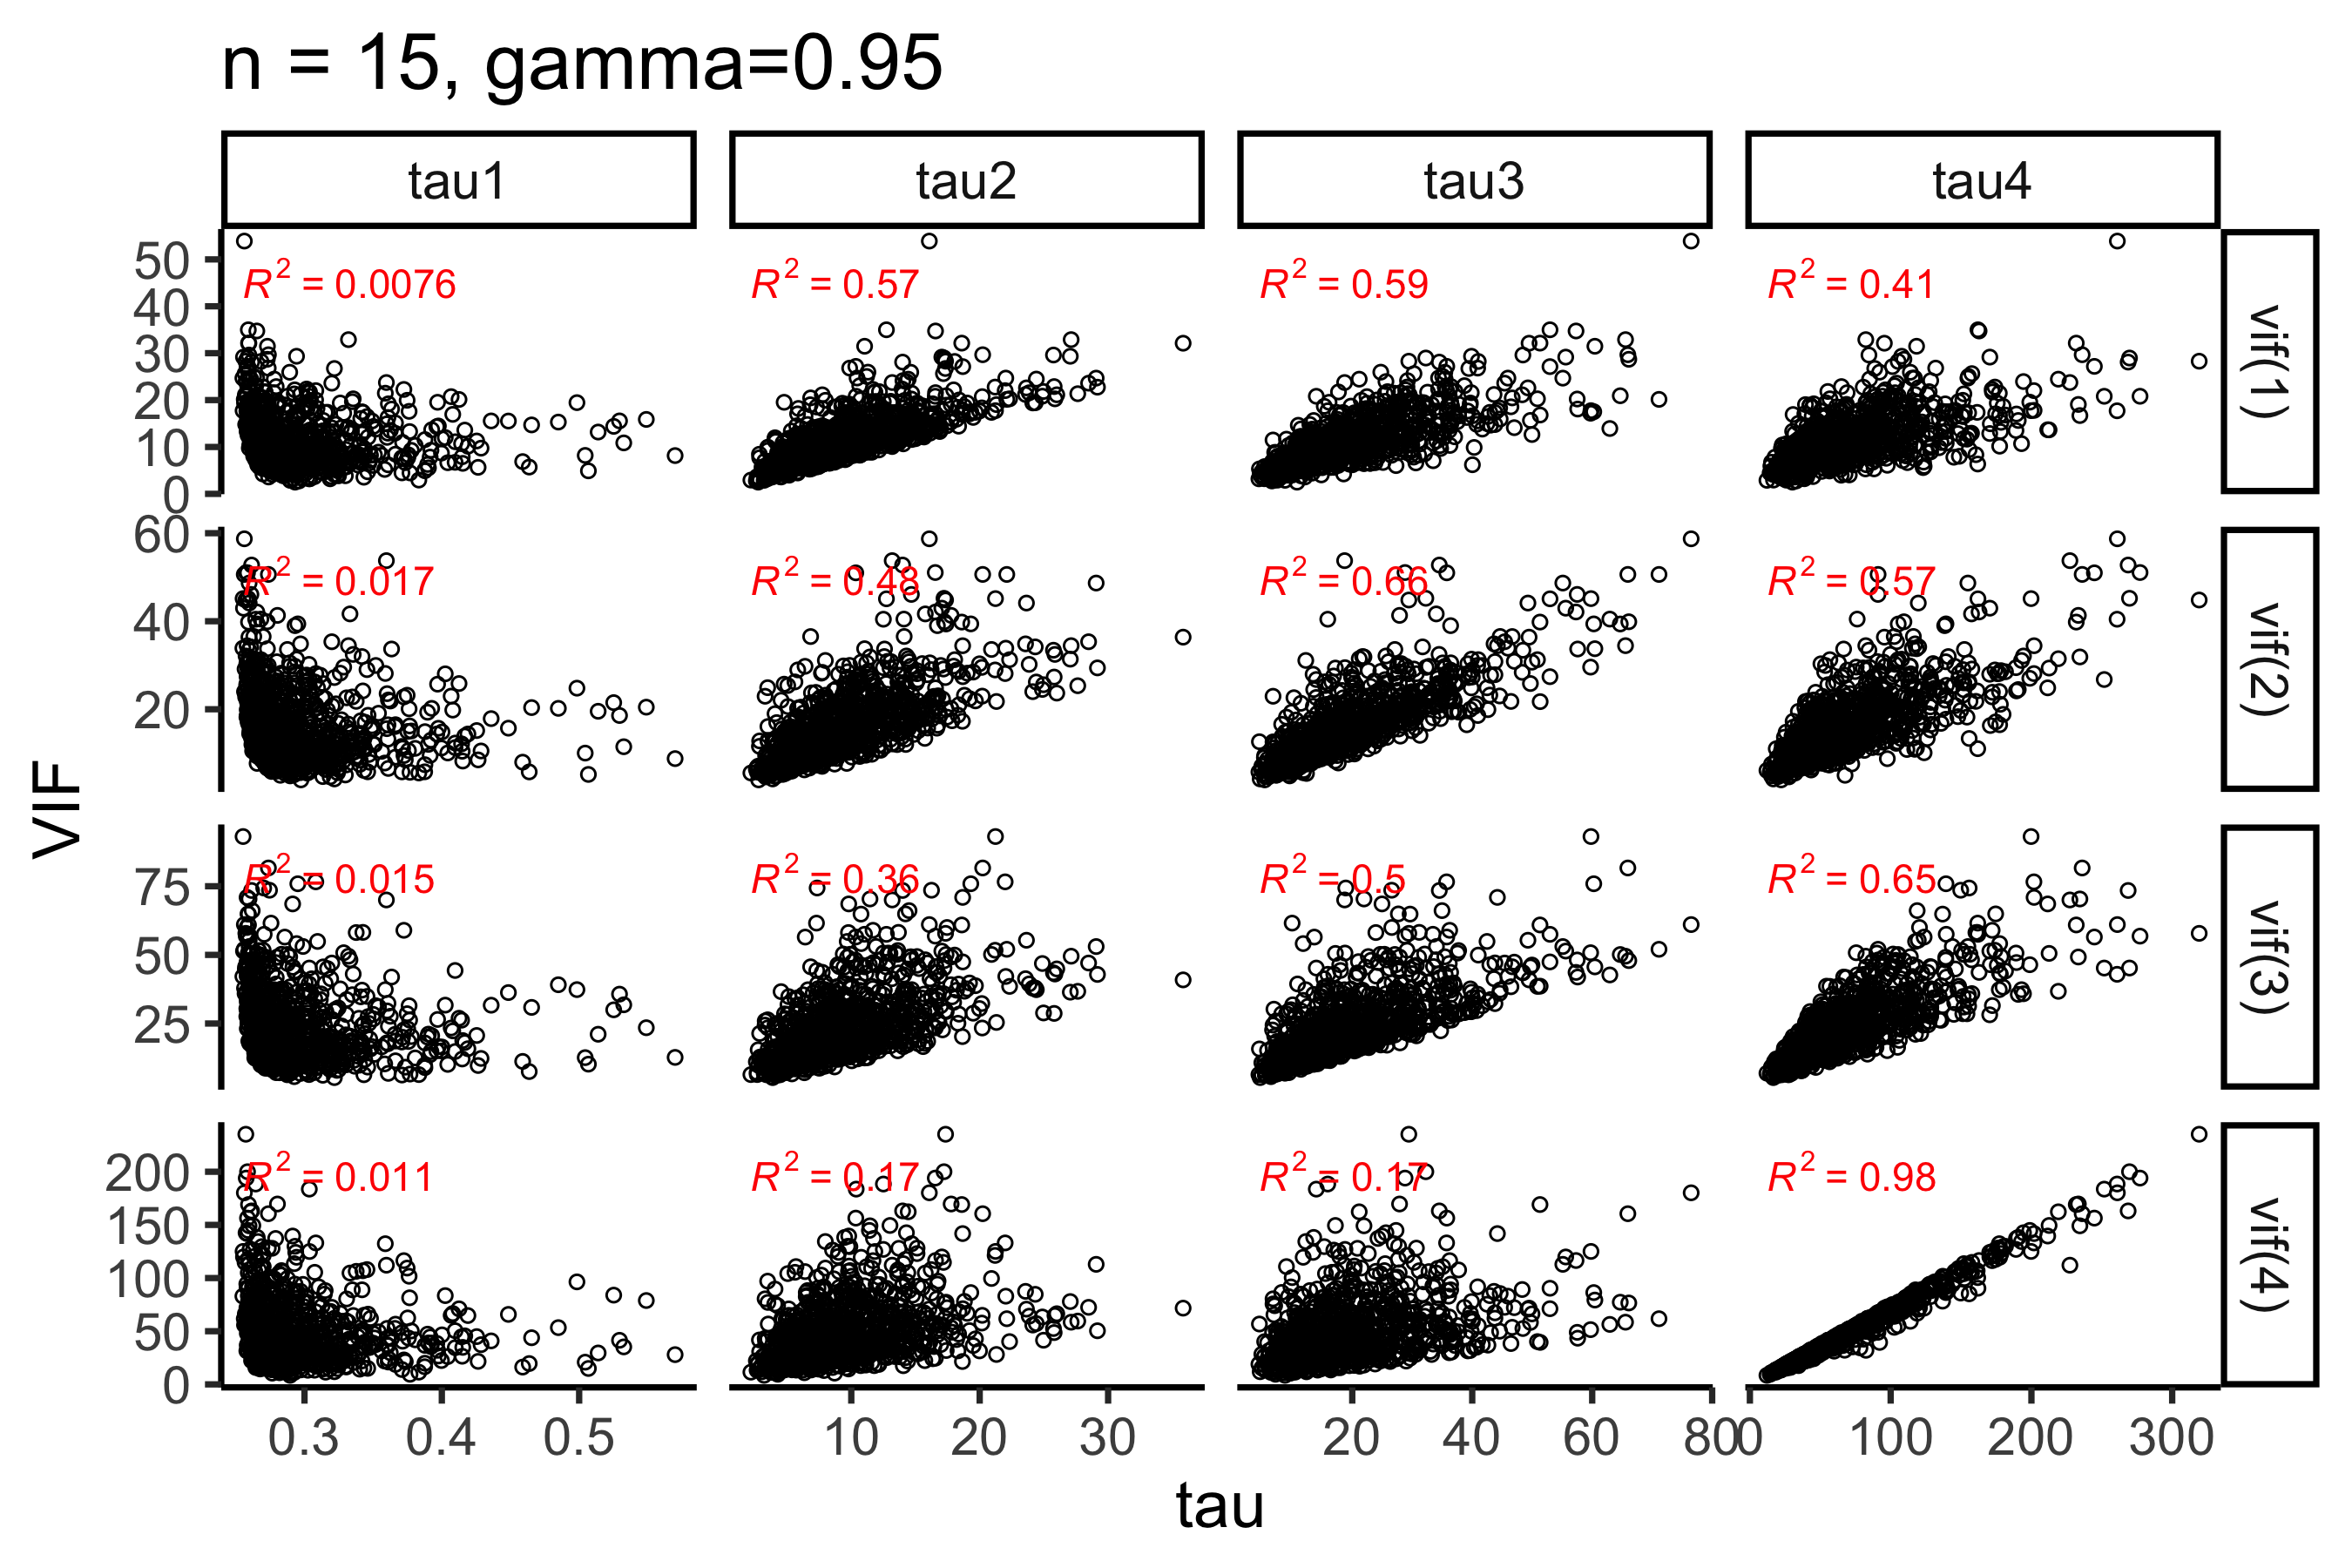 n = 15, gamma=0.95
tau1 tau2 tau3 tau4
50
40
30
20
10
0
R² = 0.0076 R² = 0.57 R² = 0.59 R² = 0.41
vif(1)
60
40
20
R² = 0.017 R² = 0.48 R² = 0.66 R² = 0.57
vif(2)
75
50
25
R² = 0.015 R² = 0.36 R² = 0.5 R² = 0.65
vif(3)
200
150
100
50
0
R² = 0.011 R² = 0.17 R² = 0.17 R² = 0.98
vif(4)
VIF
0.3 0.4 0.5 10 20 30 20 40 60 80 0 100 200 300
tau